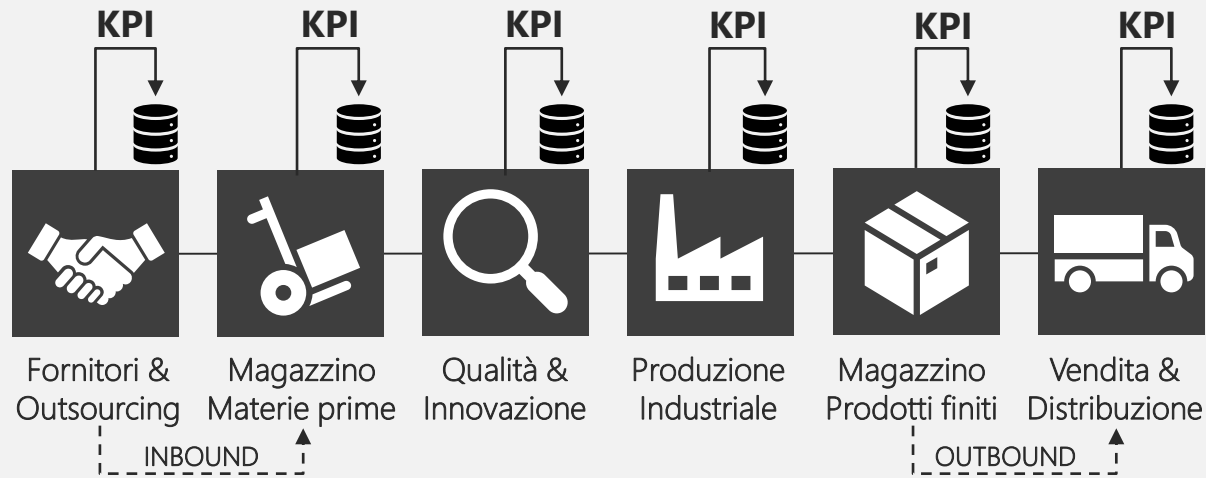 KPI KPI KPI KPI KPI KPI
Fornitori &
Outsourcing
Magazzino
Materie prime
Qualità &
Innovazione
Produzione
Industriale
Magazzino
Prodotti finiti
Vendita &
Distribuzione
INBOUND
OUTBOUND